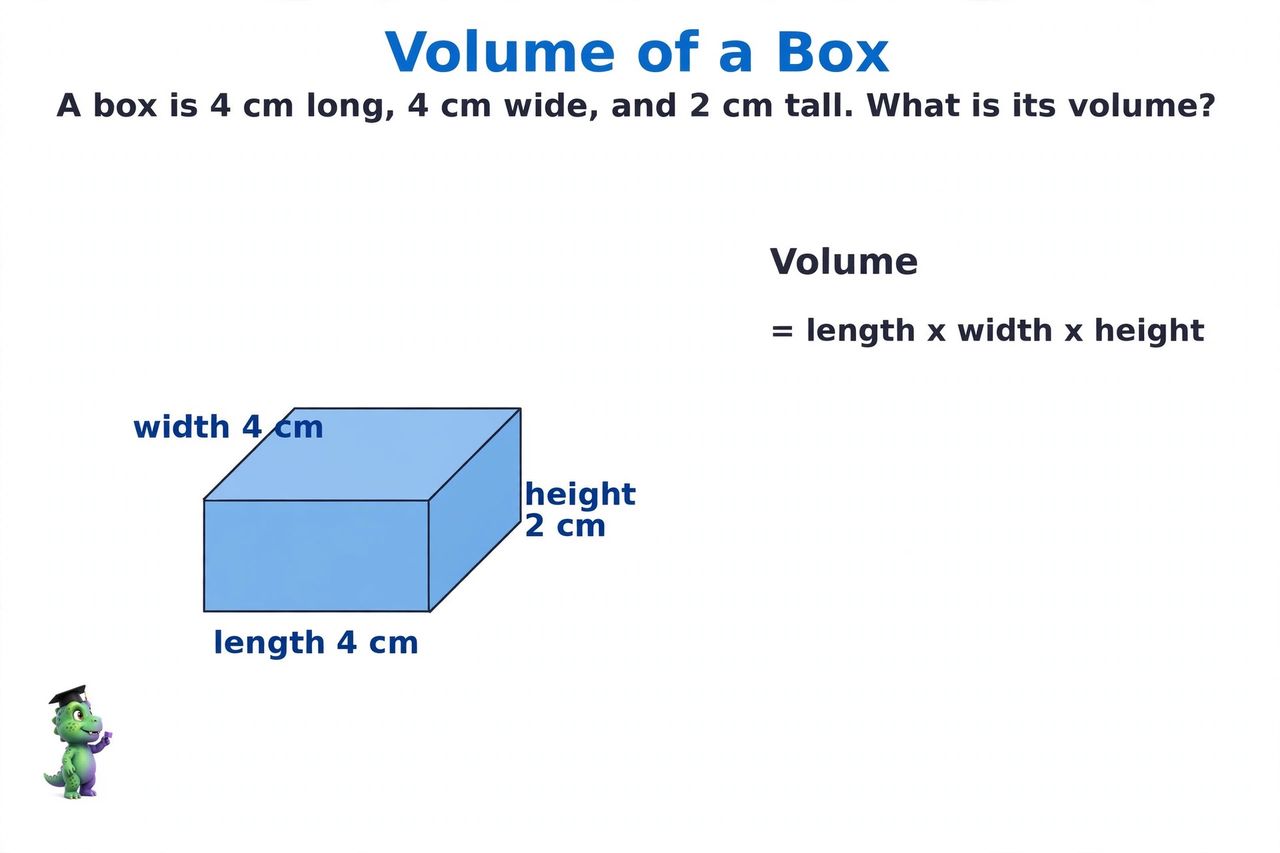 Volume of a Box
A box is 4 cm long, 4 cm wide, and 2 cm tall. What is its volume?
Volume
= length x width x height
width 4 cm
height
2 cm
length 4 cm